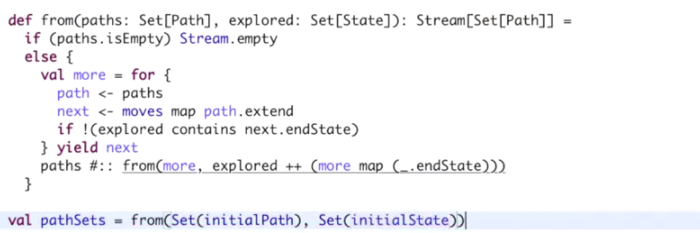 def from(paths: Set[Path], explored: Set[State]): Stream[Set[Path]] =
  if (paths.isEmpty) Stream.empty
  else {
    val more = for {
      path <- paths
      next <- moves map path.extend
      if !(explored contains next.endState)
    } yield next
    paths #:: from(more, explored ++ (more map (_.endState)))
  }
val pathSets = from(Set(initialPath), Set(initialState))